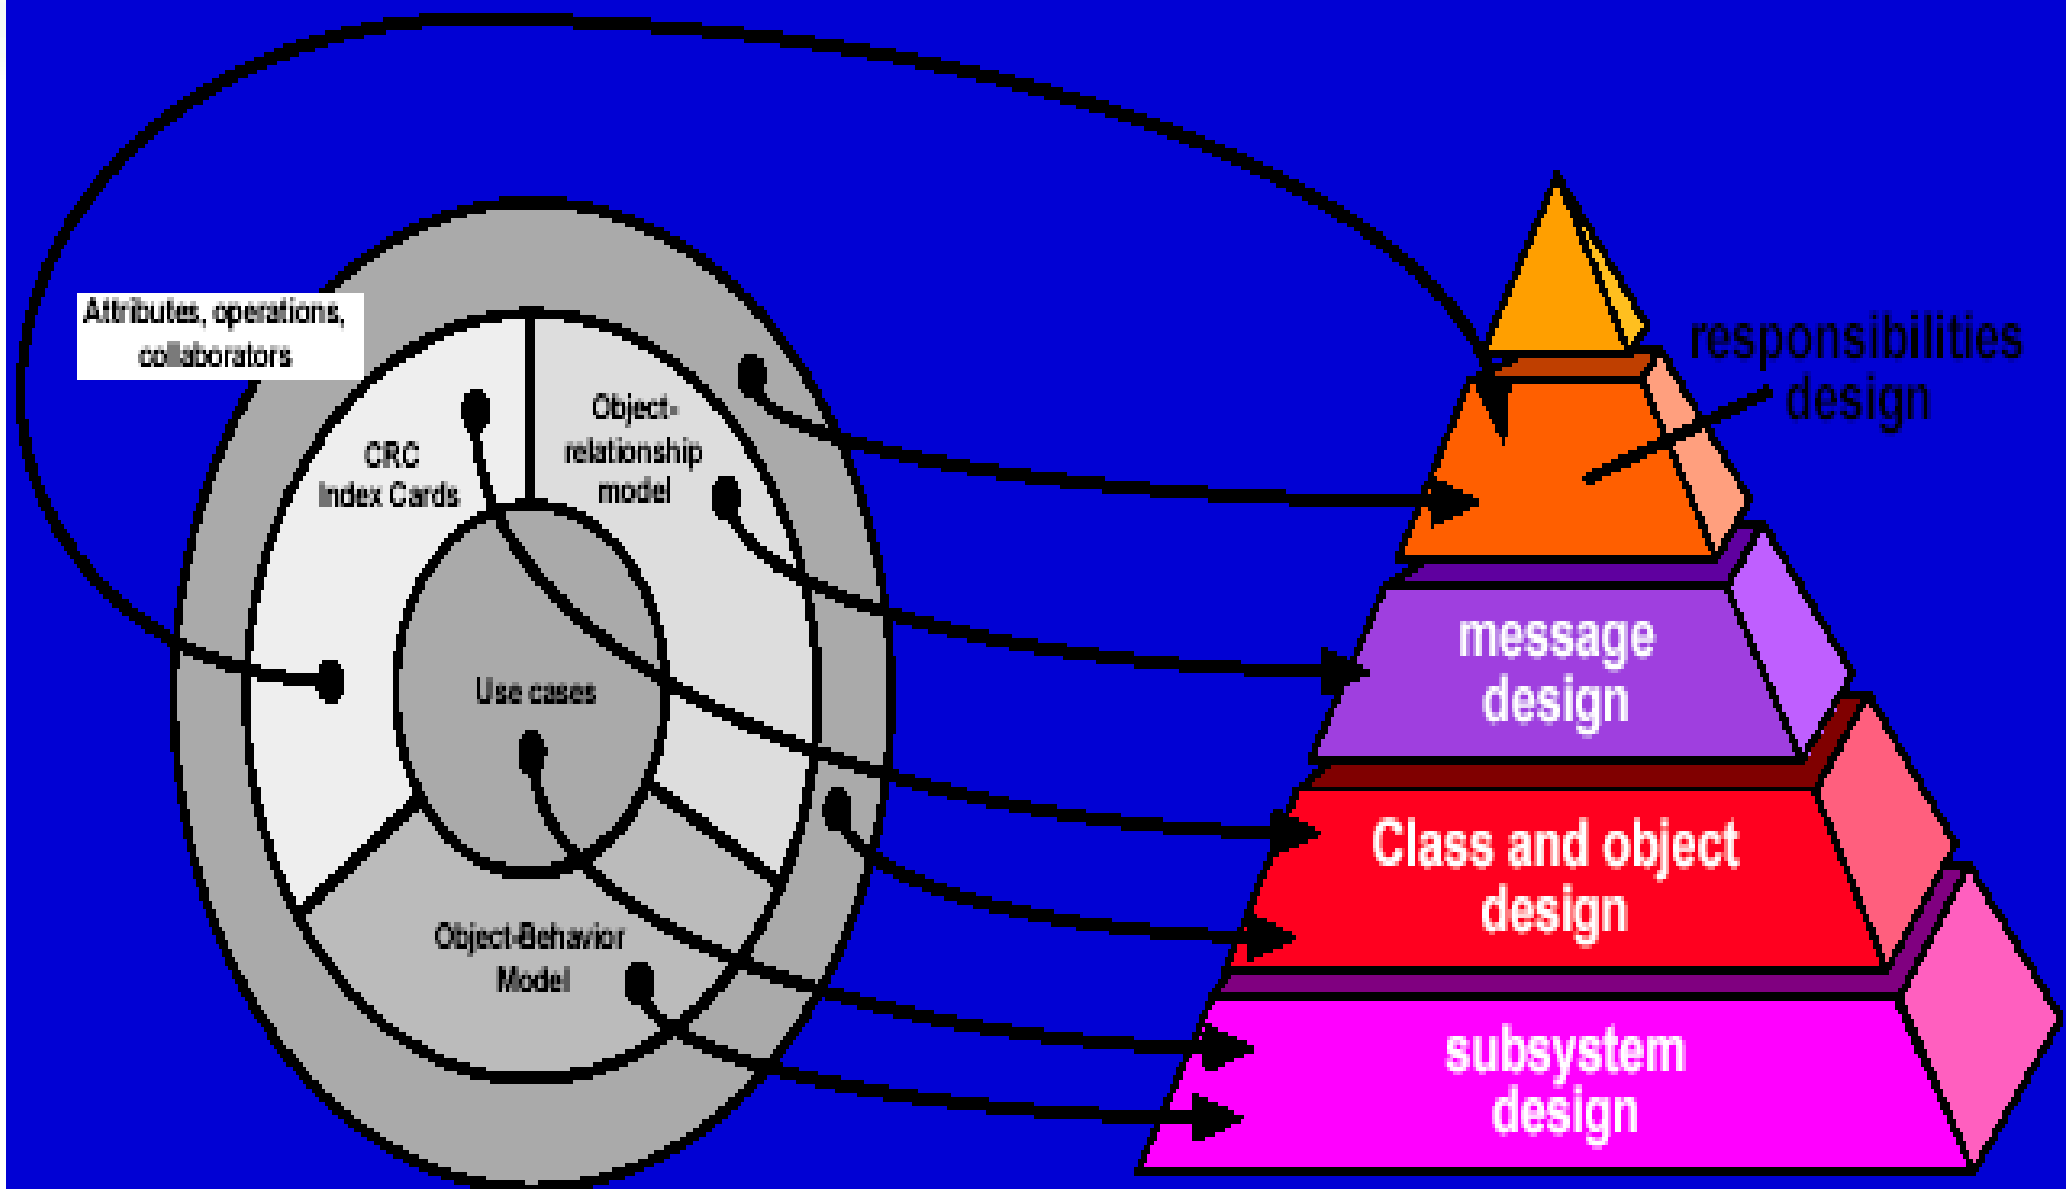 Attributes, operations,
collaborators
CRC
Index Cards
Object-
relationship
model
Use cases
Object-Behavior
Model
responsibilities
design
message
design
Class and object
design
subsystem
design